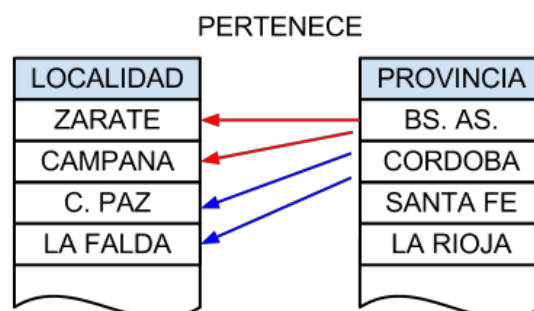 PERTENECE
LOCALIDAD
ZARATE
CAMPANA
C. PAZ
LA FALDA
PROVINCIA
BS. AS.
CORDOBA
SANTA FE
LA RIOJA